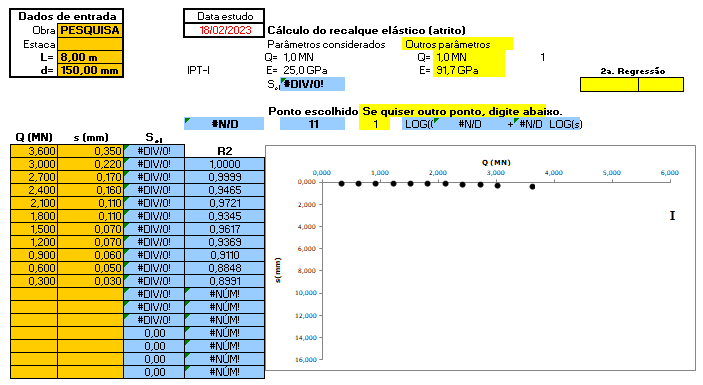 Dados de entrada
Data estudo
Obra PESQUISA
18/02/2023 Cálculo do recalque elástico (atrito)
Estaca
Parâmetros considerados Outros parâmetros
L= 8,00 m
Q= 1,0 MN Q= 1,0 MN 1
d= 150,00 mm
IPT-I E= 25,0 GPa E= 91,7 GPa 2a. Regressão
Sel #DIV/0!
Ponto escolhido Se quiser outro ponto, digite abaixo.
#N/D 11 1 LOG(( #N/D + #N/D LOG(s)
Q (MN) s (mm) Sel R2
3,600 0,350 #DIV/0!
3,000 0,220 #DIV/0! 1,0000
2,700 0,170 #DIV/0! 0,9999
2,400 0,160 #DIV/0! 0,9465
2,100 0,110 #DIV/0! 0,9721
1,800 0,110 #DIV/0! 0,9345
1,500 0,070 #DIV/0! 0,9617
1,200 0,070 #DIV/0! 0,9369
0,900 0,060 #DIV/0! 0,9110
0,600 0,050 #DIV/0! 0,8848
0,300 0,030 #DIV/0! 0,8991
#DIV/0! #NÚM!
#DIV/0! #NÚM!
#DIV/0! #NÚM!
0,00 #NÚM!
0,00 #NÚM!
0,00 #NÚM!
0,00 #NÚM!
Q (MN)
0,000 1,000 2,000 3,000 4,000 5,000 6,000
0,000
2,000
4,000
6,000
8,000
10,000
12,000
14,000
16,000
s(mm)